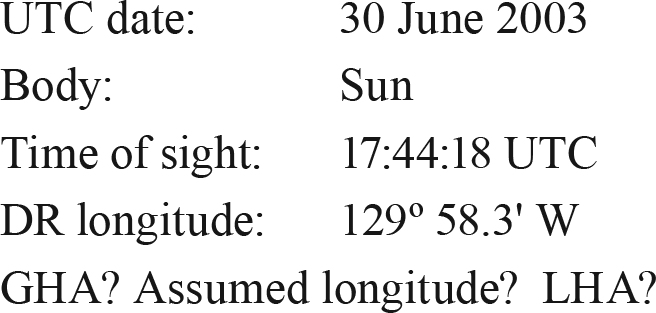 UTC date: 30 June 2003
Body: Sun
Time of sight: 17:44:18 UTC
DR longitude: 129º 58.3' W
GHA? Assumed longitude? LHA?